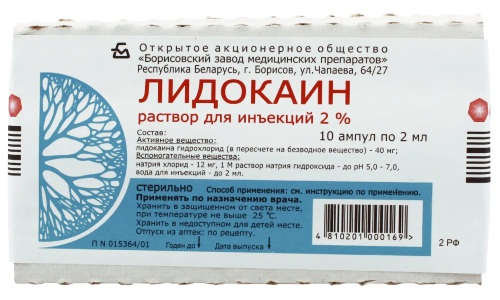 Открытое акционерное общество
«Борисовский завод медицинских препаратов»
Республика Беларусь, г. Борисов, ул.Чапаева, 64/27
ЛИДОКАИН
раствор для инъекций 2 %
10 ампул по 2 мл
Состав:
Активное вещество:
лидокаина гидрохлорид (в пересчете на безводное вещество) - 40 мг;
Вспомогательные вещества:
натрия хлорид - 12 мг, 1 М раствор натрия гидроксида - до pH 5,0 - 7,0,
вода для инъекций - до 2 мл.
СТЕРИЛЬНО Способ применения: см. инструкцию по применению.
Применять по назначению врача.
Хранить в защищенном от света месте,
при температуре не выше 25 °C.
Хранить в недоступном для детей месте.
Отпуск из аптек: по рецепту.
П N 015364/01 Годен до Дата выпуска
4 810201 000169
2 РФ